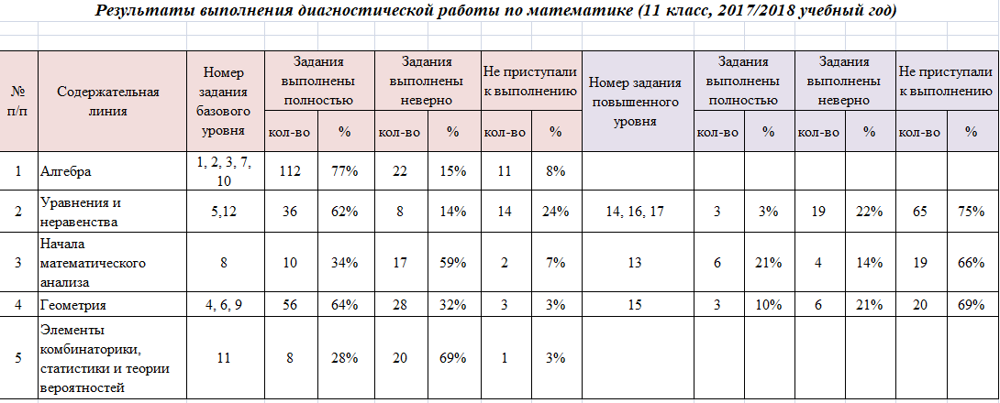 Результаты выполнения диагностической работы по математике (11 класс, 2017/2018 учебный год)
№ п/п
Содержательная линия
Номер задания базового уровня
Задания выполнены полностью
Задания выполнены неверно
Не приступали к выполнению
Номер задания повышенного уровня
Задания выполнены полностью
Задания выполнены неверно
Не приступали к выполнению
кол-во % кол-во % кол-во % кол-во % кол-во % кол-во %
1 Алгебра 1, 2, 3, 7, 10 112 77% 22 15% 11 8%
2 Уравнения и неравенства 5,12 36 62% 8 14% 14 24% 14, 16, 17 3 3% 19 22% 65 75%
3 Начала математического анализа 8 10 34% 17 59% 2 7% 13 6 21% 4 14% 19 66%
4 Геометрия 4, 6, 9 56 64% 28 32% 3 3% 15 3 10% 6 21% 20 69%
5 Элементы комбинаторики, статистики и теории вероятностей 11 8 28% 20 69% 1 3%